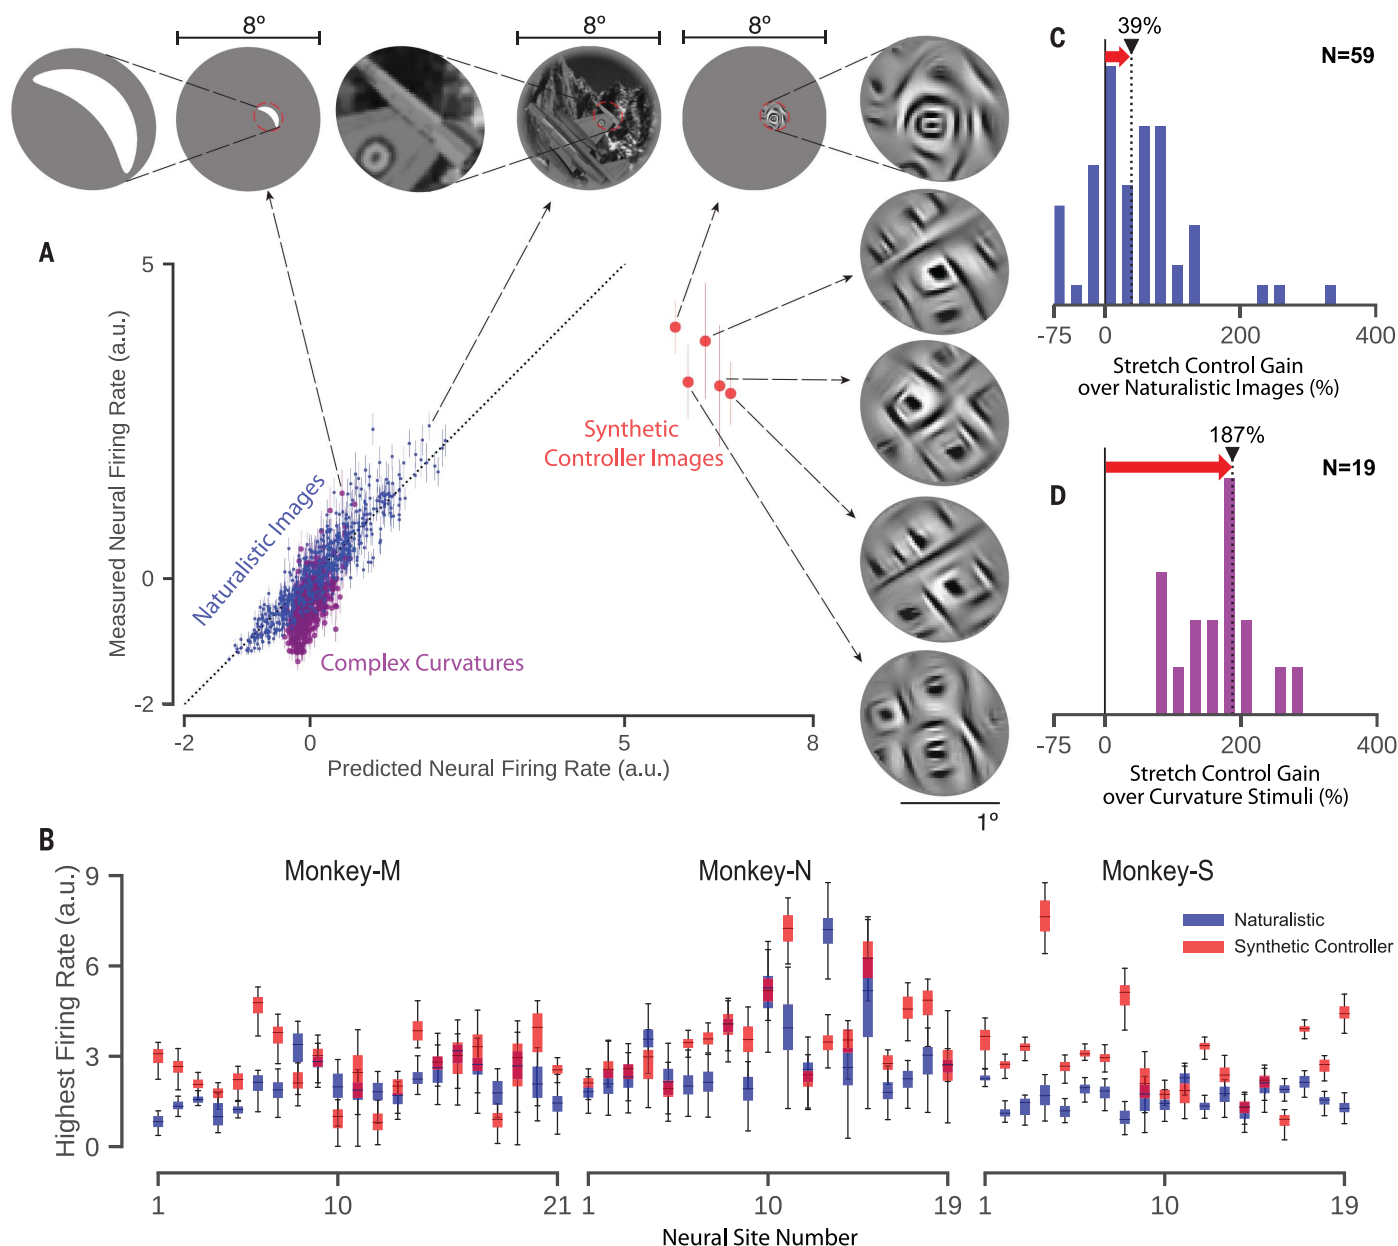 8°
8°
8°
A
5
0
-2
Measured Neural Firing Rate (a.u.)
Naturalistic Images
Complex Curvatures
Synthetic
Controller Images
-2
0
5
8
Predicted Neural Firing Rate (a.u.)
1°
C
39%
N=59
-75
0
200
400
Stretch Control Gain
over Naturalistic Images (%)
D
187%
N=19
-75
0
200
400
Stretch Control Gain
over Curvature Stimuli (%)
B
Monkey-M
Monkey-N
Monkey-S
9
6
3
0
Highest Firing Rate (a.u.)
Naturalistic
Synthetic Controller
1
10
21
1
10
19
1
10
19
Neural Site Number